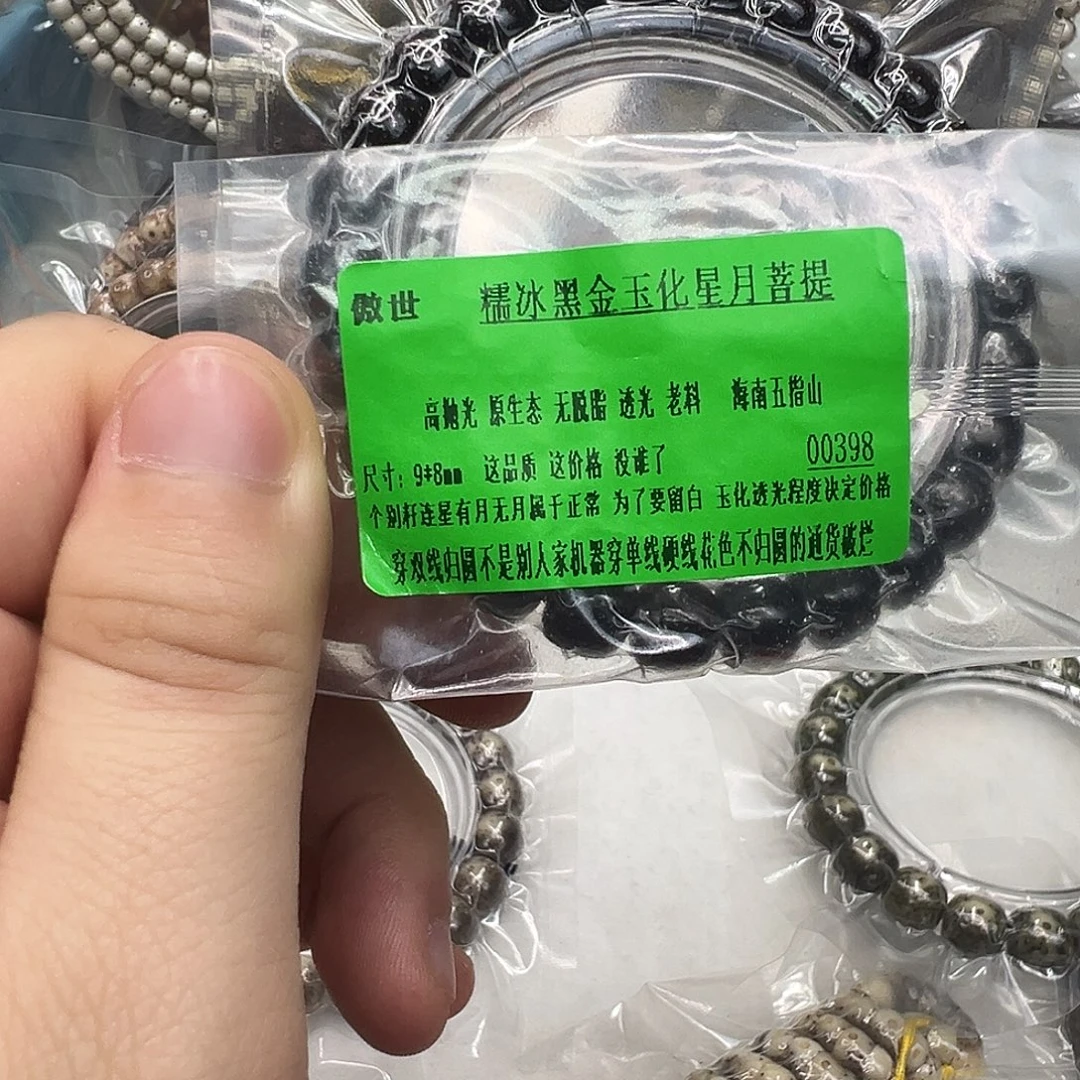 傲世 糯冰黑金玉化星月菩提
高抛光 原生态 无脱脂 透光 老料 海南五指山
00398
尺寸：9*8mm 这品质 这价格 没谁了
个别秆连星有月无月属于正常 为了要留白 玉化透光程度决定价格
穿双线归圆不是别人家机器穿单线硬线花色不归圆的通货破烂